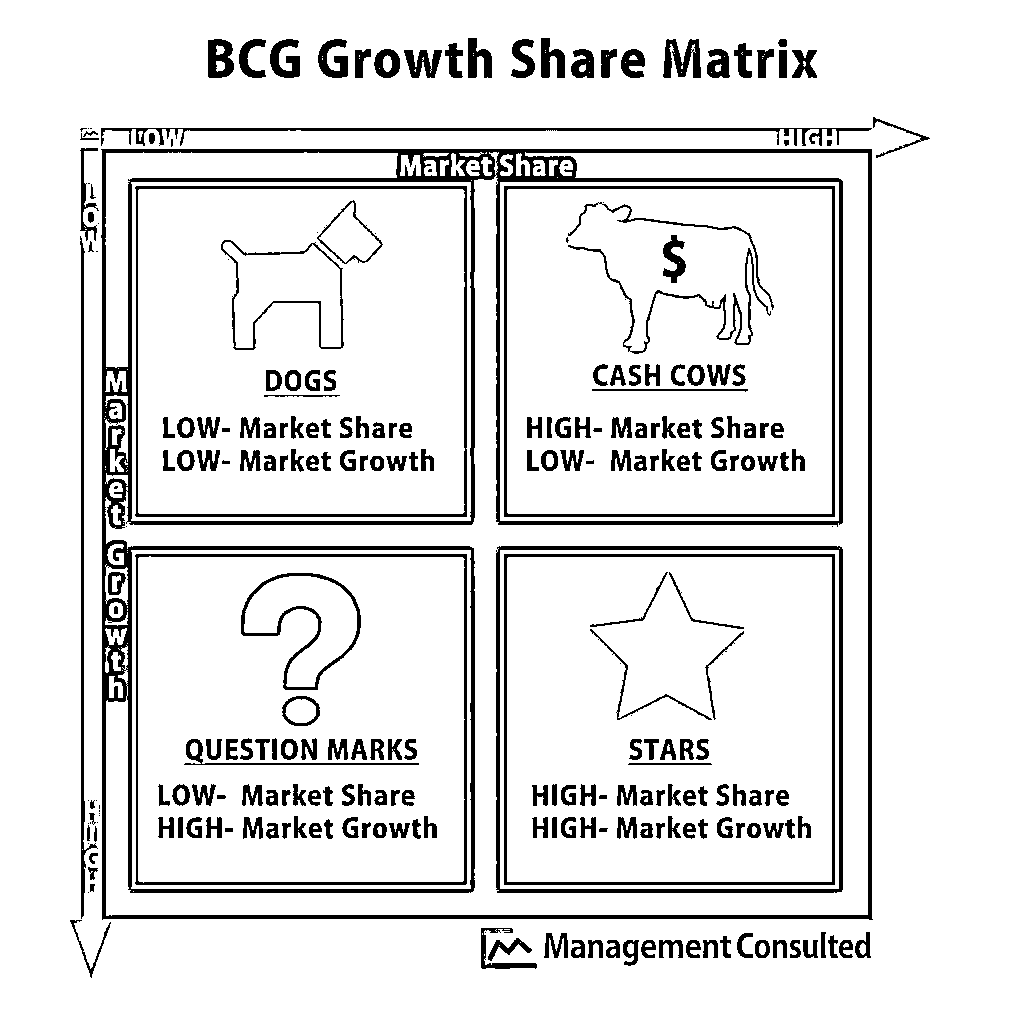 BCG Growth Share Matrix
LOW HIGH
Market Share
LOW
Market Growth
DOGS
LOW- Market Share
LOW- Market Growth
$
CASH COWS
HIGH- Market Share
LOW- Market Growth
QUESTION MARKS
LOW- Market Share
HIGH- Market Growth
STARS
HIGH- Market Share
HIGH- Market Growth
Management Consulted